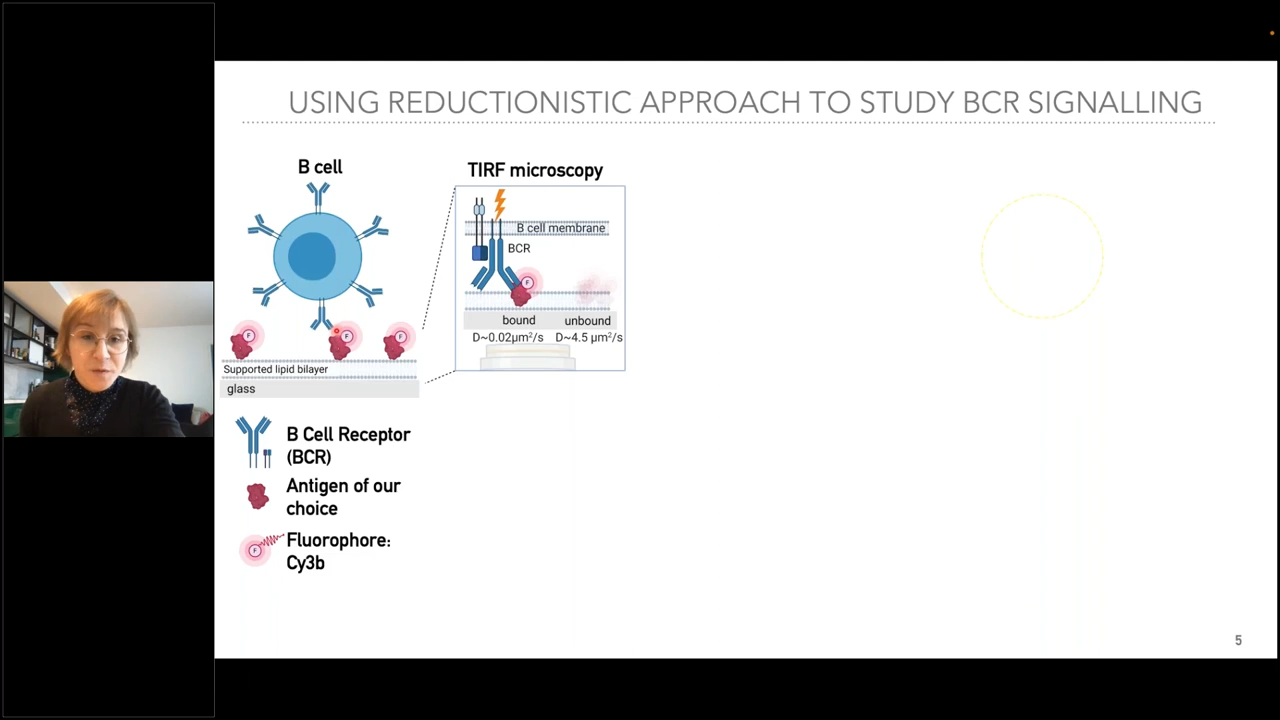 USING REDUCTIONISTIC APPROACH TO STUDY BCR SIGNALLING
B cell
F
F
F
Supported lipid bilayer
glass
TIRF microscopy
B cell membrane
BCR
F
bound unbound
D~0.02µm²/s D~4.5 µm²/s
B Cell Receptor
(BCR)
Antigen of our
choice
F
Fluorophore:
Cy3b
5